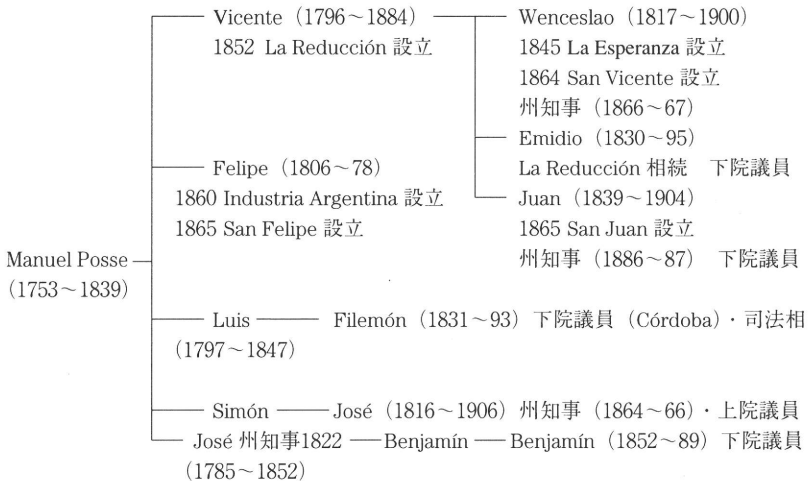 Vicente (1796～1884) Wenceslao (1817～1900)
1852 La Reducción 設立 1845 La Esperanza 設立
1864 San Vicente 設立
州知事 (1866～67)
Emidio (1830～95)
Felipe (1806～78) La Reducción 相続 下院議員
1860 Industria Argentina 設立 Juan (1839～1904)
1865 San Felipe 設立 1865 San Juan 設立
Manuel Posse 州知事 (1886～87) 下院議員
(1753～1839)
Luis Filemón (1831～93) 下院議員 (Córdoba)・司法相
(1797～1847)
Simón José (1816～1906) 州知事 (1864～66)・上院議員
José 州知事1822 Benjamín Benjamín (1852～89) 下院議員
(1785～1852)